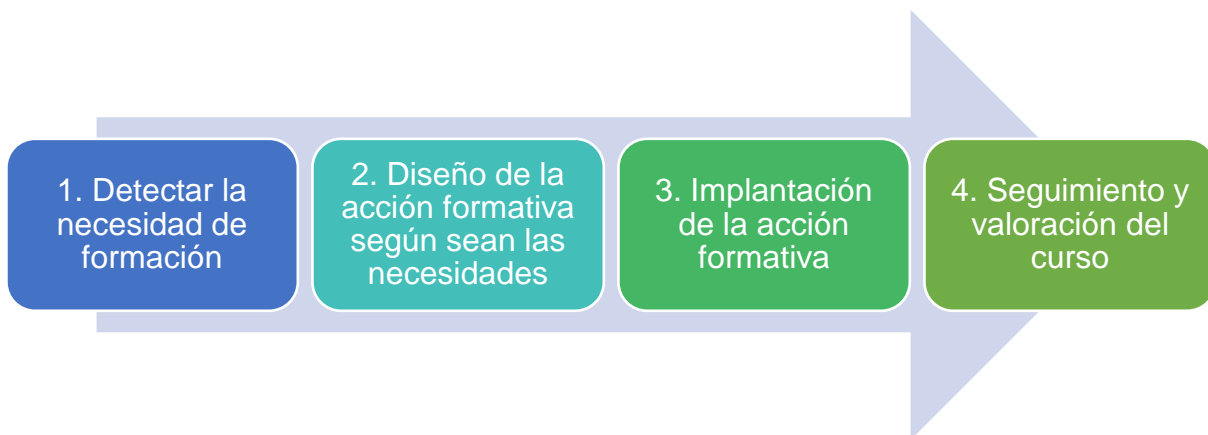 1. Detectar la
necesidad de
formación
2. Diseño de la
acción formativa
según sean las
necesidades
3. Implantación
de la acción
formativa
4. Seguimiento y
valoración del
curso